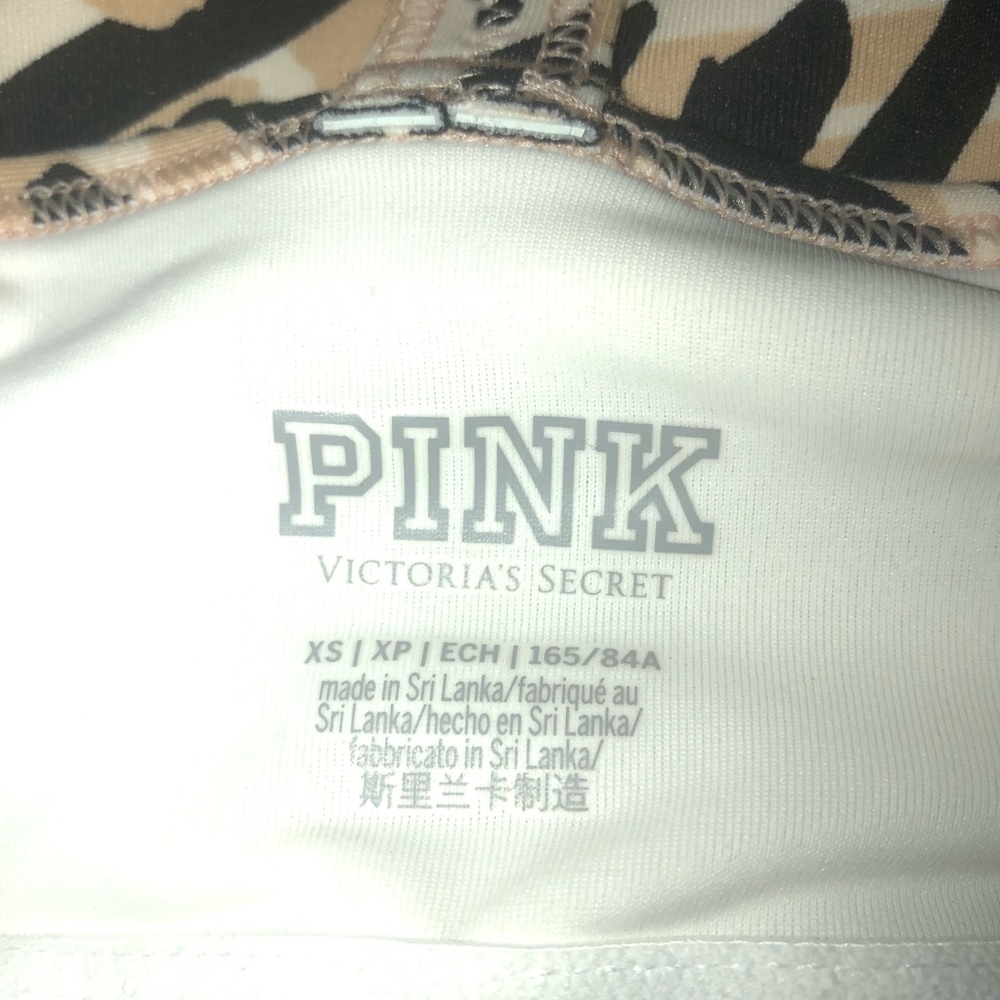 PINK
VICTORIA'S SECRET
XS | XP | ECH | 165/84A
made in Sri Lanka/fabriqué au
Sri Lanka/hecho en Sri Lanka/
fabbricato in Sri Lanka/
斯里兰卡制造